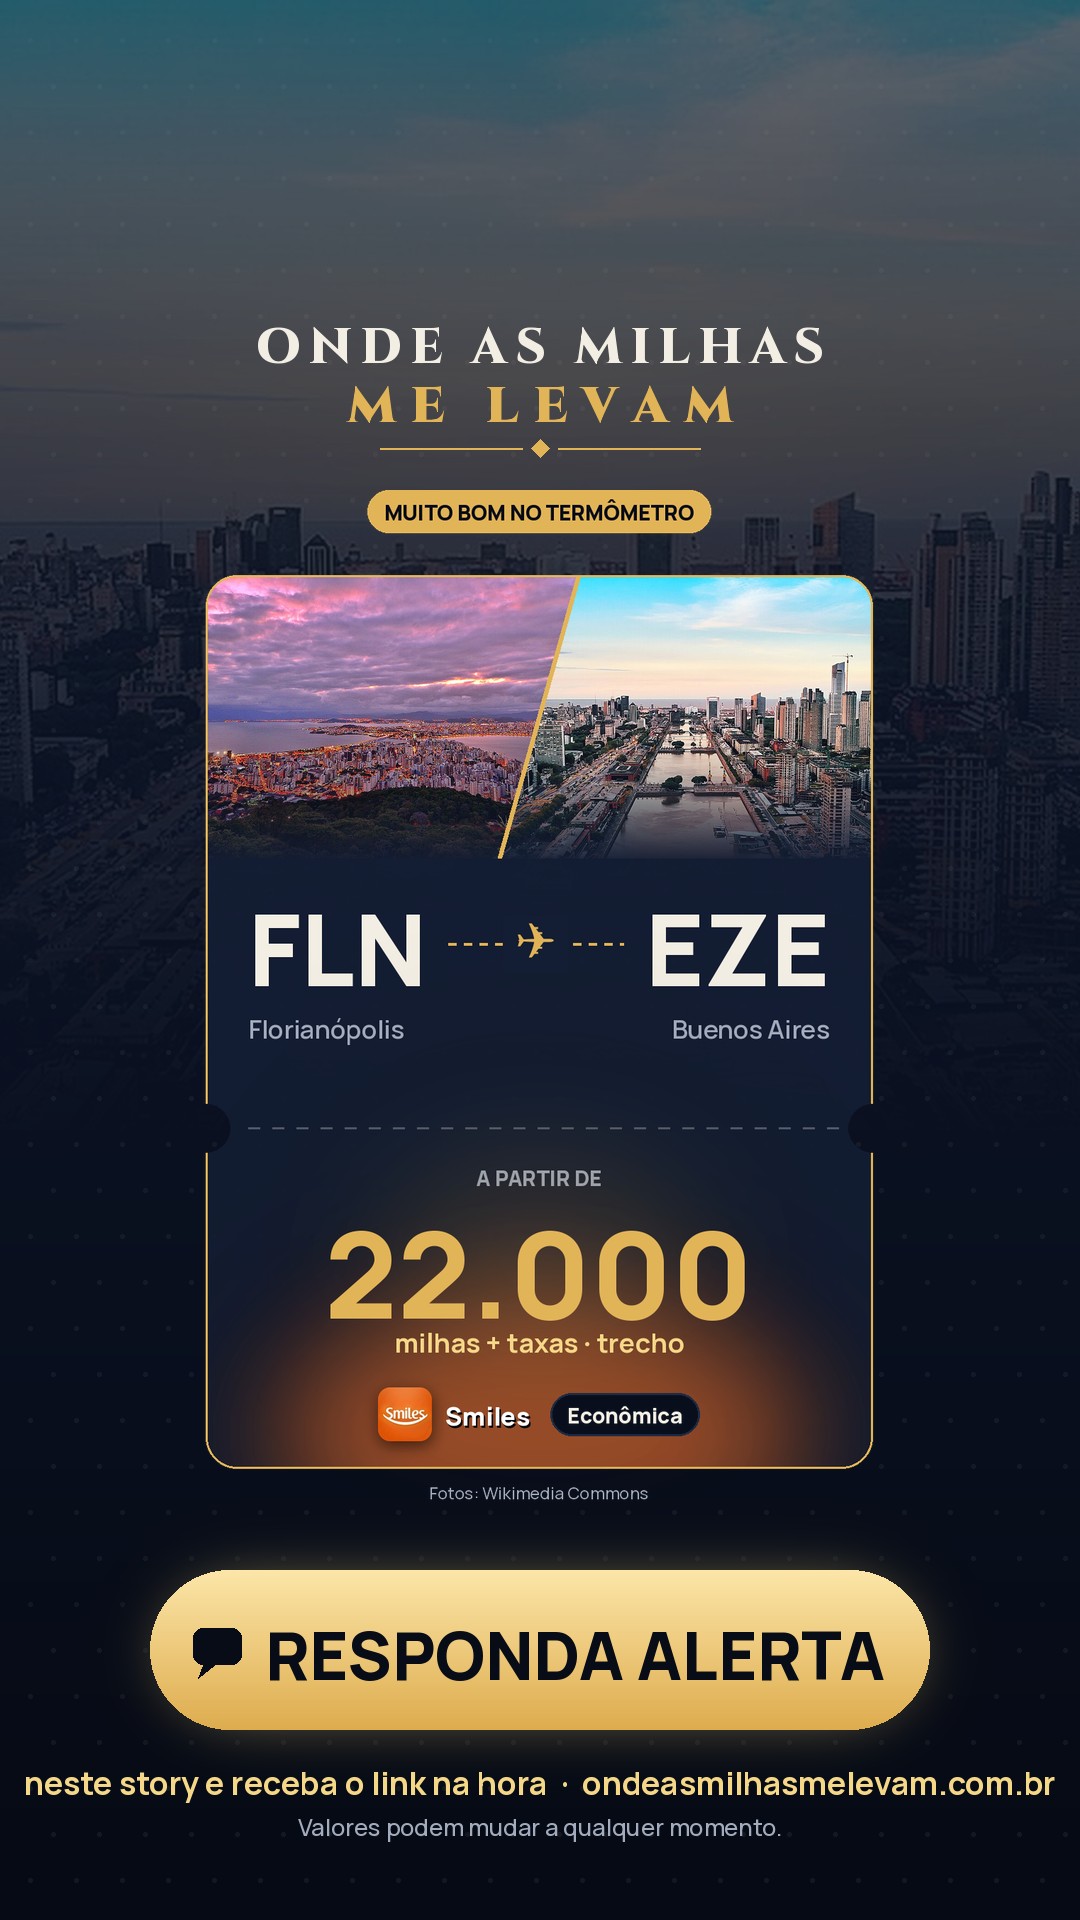 ONDE AS MILHAS
ME LEVAM
MUITO BOM NO TERMÔMETRO
FLN EZE
Florianópolis Buenos Aires
A PARTIR DE
22.000
milhas + taxas · trecho
Smiles Smiles Econômica
Fotos: Wikimedia Commons
RESPONDA ALERTA
neste story e receba o link na hora · ondeasmilhasmelevam.com.br
Valores podem mudar a qualquer momento.